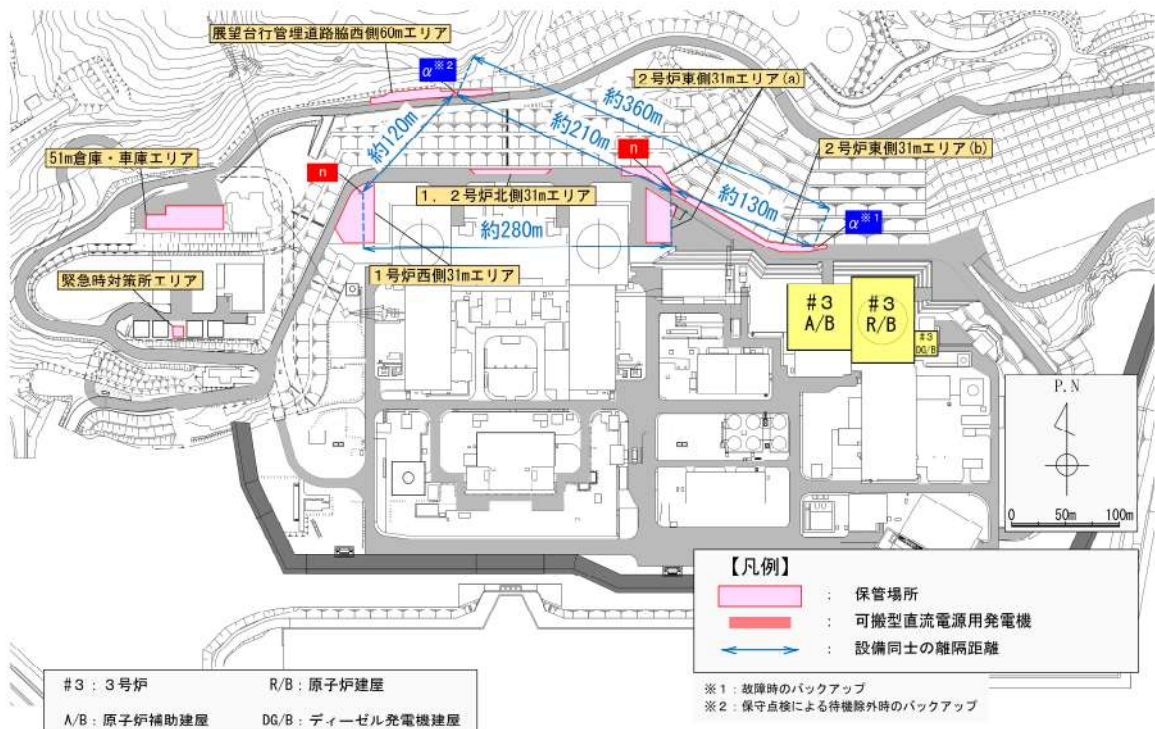 展望台行管理道路脇西側60mエリア
α※2
2号炉東側31mエリア(a)
約360m
約210m
約120m
n
n
2号炉東側31mエリア(b)
51m倉庫・車庫エリア
1,2号炉北側31mエリア
約130m
α※1
約280m
緊急時対策所エリア
1号炉西側31mエリア
#3
A/B
#3
R/B
#3
DG/B
P.N
0 50m 100m
【凡例】
: 保管場所
: 可搬型直流電源用発電機
: 設備同士の離隔距離
※1:故障時のバックアップ
※2:保守点検による待機除外時のバックアップ
#3:3号炉 R/B:原子炉建屋
A/B:原子炉補助建屋 DG/B:ディーゼル発電機建屋